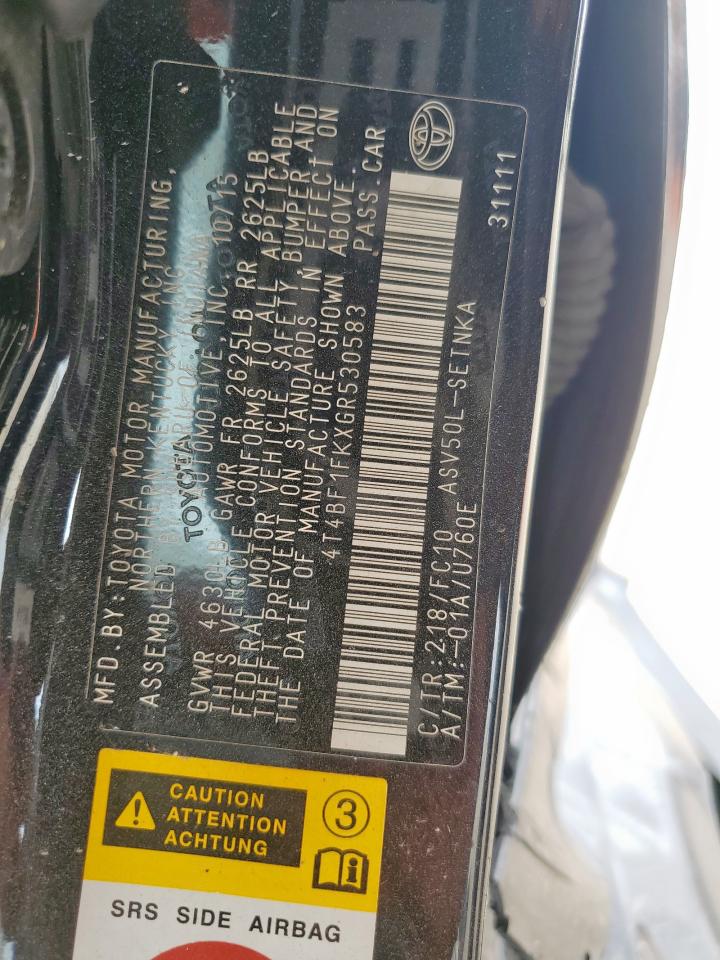 MFD.BY:TOYOTA MOTOR MANUFACTURING,
NORTHERN KENTUCKY, INC.
ASSEMBLED BY:SUBARU OF INDIANA
AUTOMOTIVE,INC. 10/15
GVWR 4630LB GAWR FR 2625LB RR 2625LB
THIS VEHICLE CONFORMS TO ALL APPLICABLE
FEDERAL MOTOR VEHICLE SAFETY,BUMPER AND
THEFT PREVENTION STANDARDS IN EFFECT ON
THE DATE OF MANUFACTURE SHOWN ABOVE.
4T4BF1FKXGR530583 PASS.CAR
C/TR:218/FC10 ASV50L-SEINKA
A/TM:-01A/U760E 31111
CAUTION
ATTENTION
ACHTUNG
3
i
SRS SIDE AIRBAG